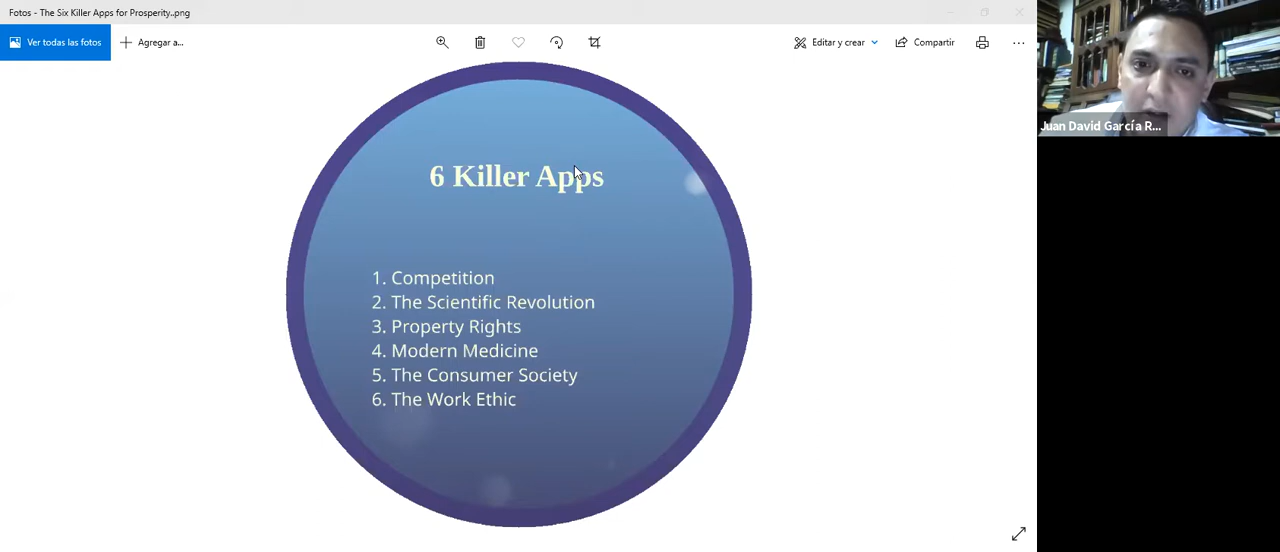 Fotos - The Six Killer Apps for Prosperity..png
Ver todas las fotos
Agregar a...
Editar y crear
Compartir
Juan David García R...
6 Killer Apps
1. Competition
2. The Scientific Revolution
3. Property Rights
4. Modern Medicine
5. The Consumer Society
6. The Work Ethic